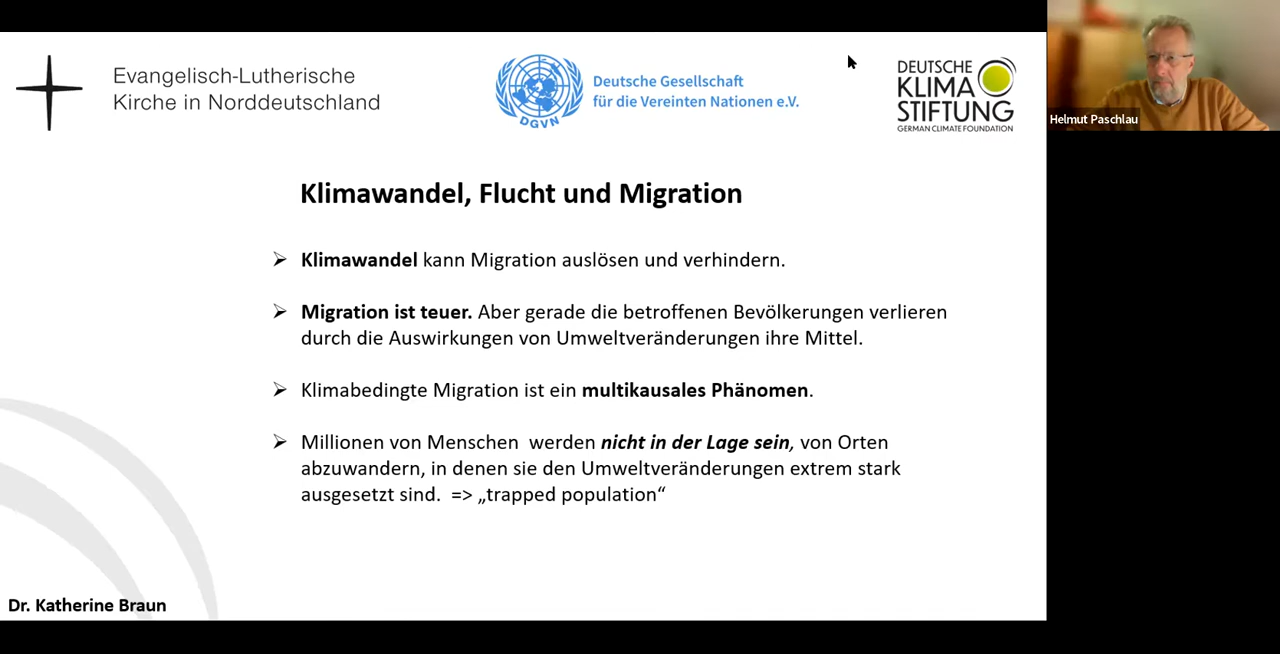 Evangelisch-Lutherische
Kirche in Norddeutschland
Deutsche Gesellschaft
für die Vereinten Nationen e.V.
DGVN
DEUTSCHE
KLIMA
STIFTUNG
GERMAN CLIMATE FOUNDATION
Helmut Paschlau
Klimawandel, Flucht und Migration
➢ Klimawandel kann Migration auslösen und verhindern.
➢ Migration ist teuer. Aber gerade die betroffenen Bevölkerungen verlieren
durch die Auswirkungen von Umweltveränderungen ihre Mittel.
➢ Klimabedingte Migration ist ein multikausales Phänomen.
➢ Millionen von Menschen werden nicht in der Lage sein, von Orten
abzuwandern, in denen sie den Umweltveränderungen extrem stark
ausgesetzt sind. => „trapped population“
Dr. Katherine Braun